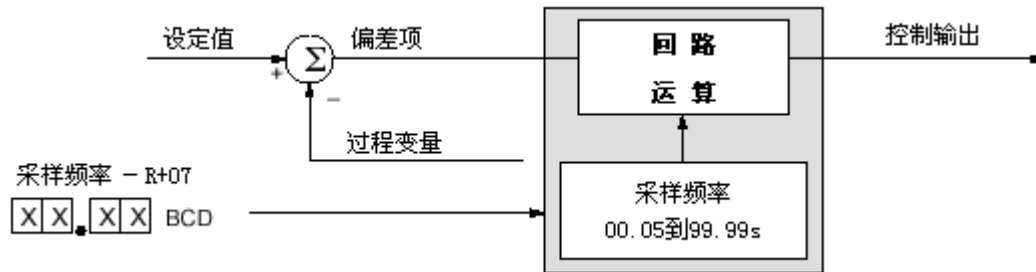 设定值
偏差项
回 路
运 算
控制输出
Σ
+
−
过程变量
采样频率 － R+07
X X . X X BCD
采样频率
00.05到99.99s